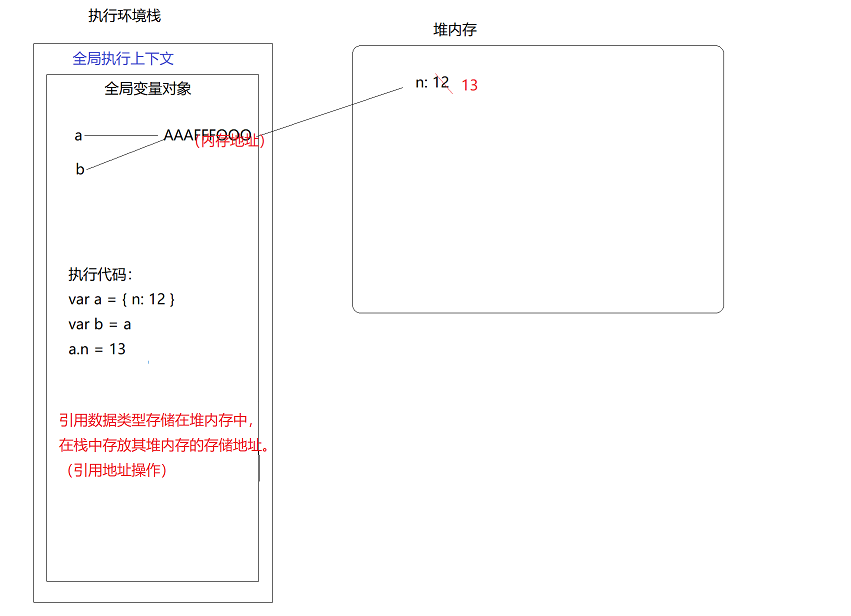 执行环境栈
堆内存
全局执行上下文
全局变量对象
n: 12 13
a AAAFFFOOO
(内存地址)
b
执行代码：
var a = { n: 12 }
var b = a
a.n = 13
引用数据类型存储在堆内存中，
在栈中存放其堆内存的存储地址。
（引用地址操作）